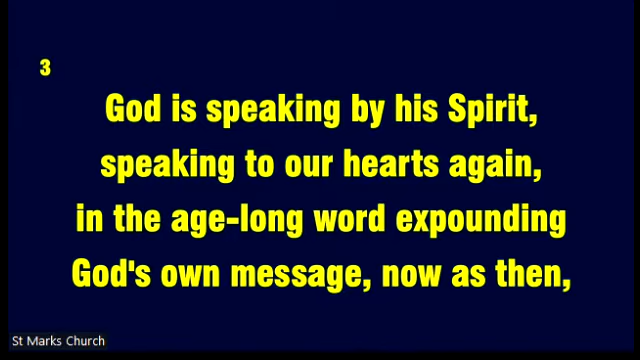 3
God is speaking by his Spirit,
speaking to our hearts again,
in the age-long word expounding
God's own message, now as then,
St Marks Church